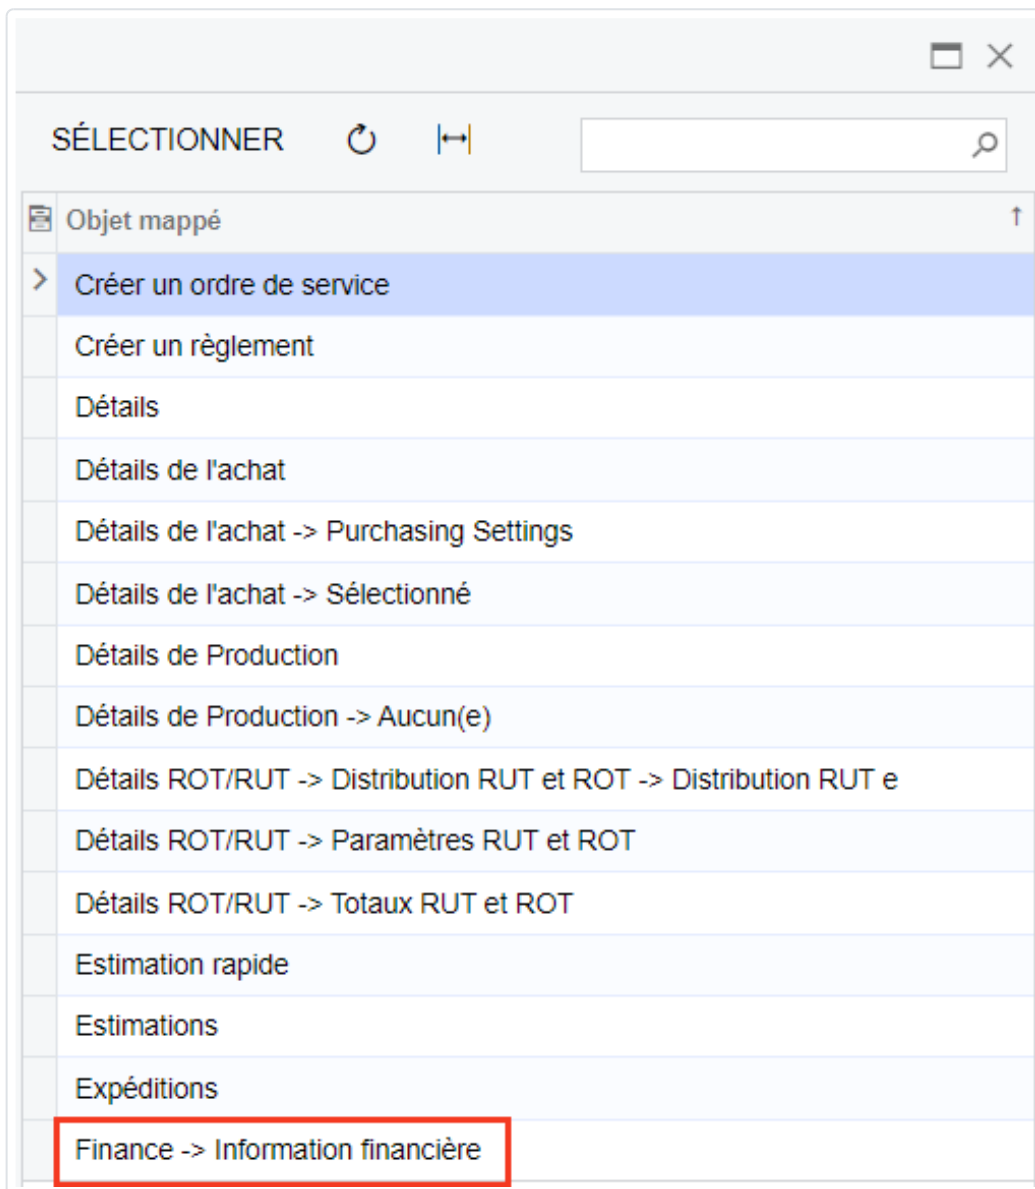 SÉLECTIONNER
Objet mappé
Créer un ordre de service
Créer un règlement
Détails
Détails de l'achat
Détails de l'achat -> Purchasing Settings
Détails de l'achat -> Sélectionné
Détails de Production
Détails de Production -> Aucun(e)
Détails ROT/RUT -> Distribution RUT et ROT -> Distribution RUT e
Détails ROT/RUT -> Paramètres RUT et ROT
Détails ROT/RUT -> Totaux RUT et ROT
Estimation rapide
Estimations
Expéditions
Finance -> Information financière